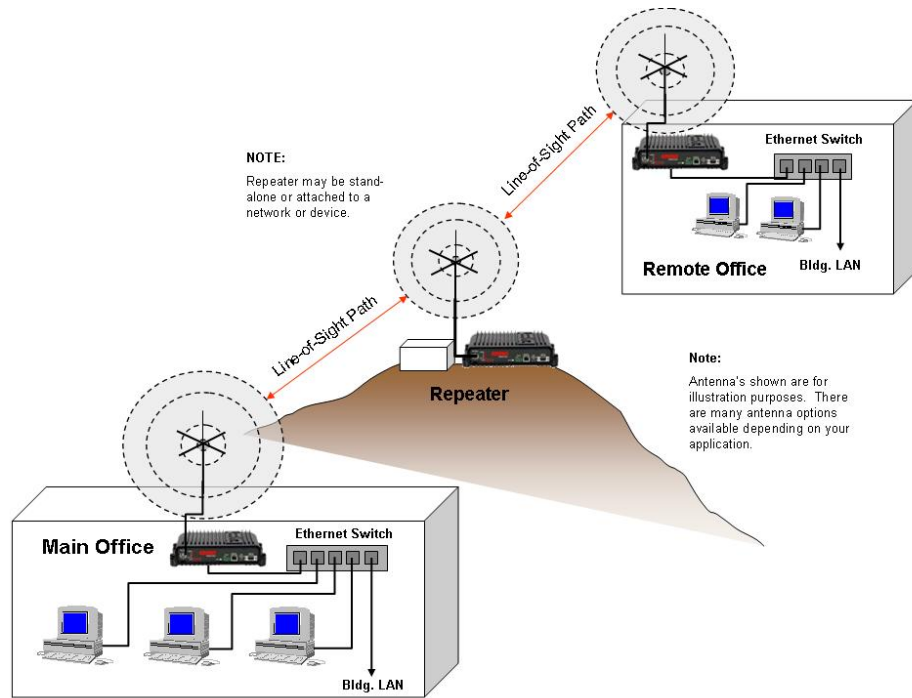 Ethernet Switch
Line-of-Sight Path
NOTE:
Repeater may be stand-
alone or attached to a
network or device.
Remote Office
Bldg. LAN
Line-of-Sight Path
Repeater
Note:
Antenna's shown are for
illustration purposes. There
are many antenna options
available depending on your
application.
Main Office
Ethernet Switch
Bldg. LAN